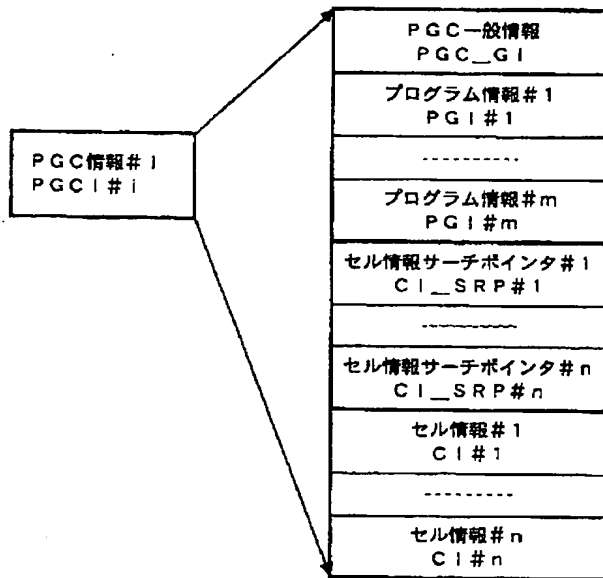 PGC情報#i
PGCI#i
PGC一般情報
PGC_GI
プログラム情報#1
PGI#1
----------
プログラム情報#m
PGI#m
セル情報サーチポインタ#1
CI_SRP#1
----------
セル情報サーチポインタ#n
CI_SRP#n
セル情報#1
CI#1
----------
セル情報#n
CI#n